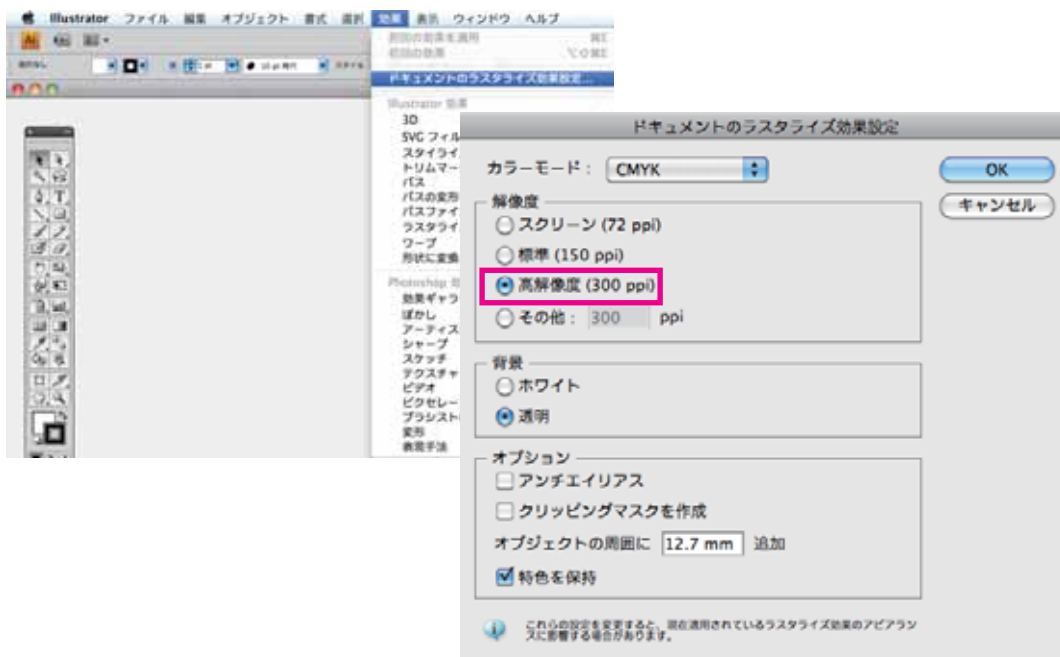 Illustrator ファイル 編集 オブジェクト 書式 選択 効果 表示 ウィンドウ ヘルプ
Ai
前回の効果を適用
前回の効果
ドキュメントのラスタライズ効果設定...
Illustrator 効果
3D
SVG フィル
スタイライ
トリムマー
パス
パスの変形
パスファイ
ラスタライ
ワープ
形状に変換
Photoshop 効
効果ギャラ
ぼかし
アーティス
シャープ
スケッチ
テクスチャ
ビデオ
ピクセレー
ブラシスト
変形
表現手法
ドキュメントのラスタライズ効果設定
カラーモード： CMYK
OK
キャンセル
解像度
スクリーン (72 ppi)
標準 (150 ppi)
高解像度 (300 ppi)
その他： 300 ppi
背景
ホワイト
透明
オプション
アンチエイリアス
クリッピングマスクを作成
オブジェクトの周囲に 12.7 mm 追加
特色を保持
これらの設定を変更すると、現在適用されているラスタライズ効果のアピアラン
スに影響する場合があります。